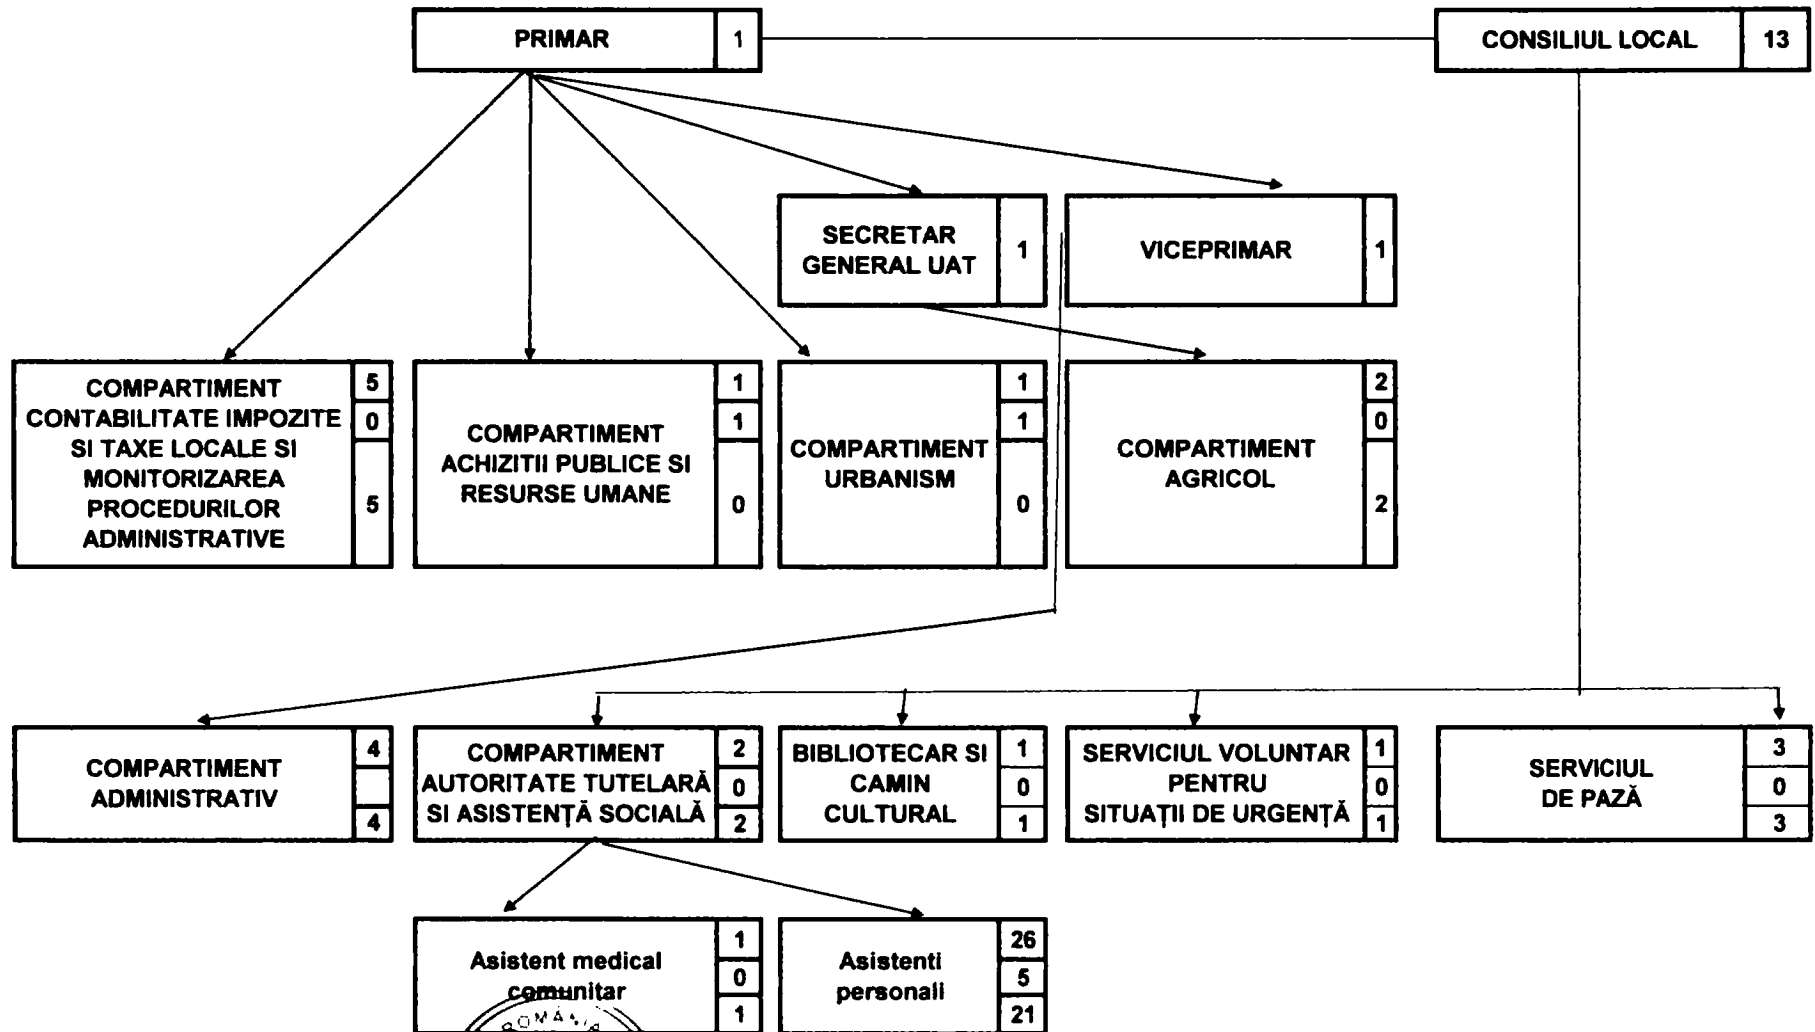 PRIMAR 1
CONSILIUL LOCAL 13
SECRETAR
GENERAL UAT
1
VICEPRIMAR 1
COMPARTIMENT
CONTABILITATE IMPOZITE
SI TAXE LOCALE SI
MONITORIZAREA
PROCEDURILOR
ADMINISTRATIVE
5
0
5
COMPARTIMENT
ACHIZITII PUBLICE SI
RESURSE UMANE
1
1
0
COMPARTIMENT
URBANISM
1
1
0
COMPARTIMENT
AGRICOL
2
0
2
COMPARTIMENT
ADMINISTRATIV
4
4
COMPARTIMENT
AUTORITATE TUTELARĂ
SI ASISTENȚĂ SOCIALĂ
2
0
2
BIBLIOTECAR SI
CAMIN
CULTURAL
1
0
1
SERVICIUL VOLUNTAR
PENTRU
SITUAȚII DE URGENȚĂ
1
0
1
SERVICIUL
DE PAZĂ
3
0
3
Asistent medical
comunitar
1
0
1
Asistenti
personali
26
5
21
ROMÂNIA